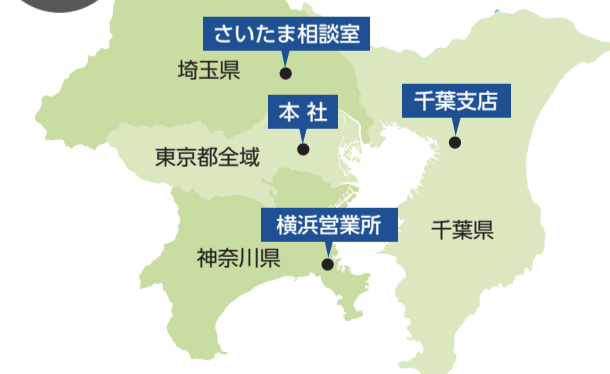 さいたま相談室
埼玉県
千葉支店
本社
東京都全域
横浜営業所
千葉県
神奈川県